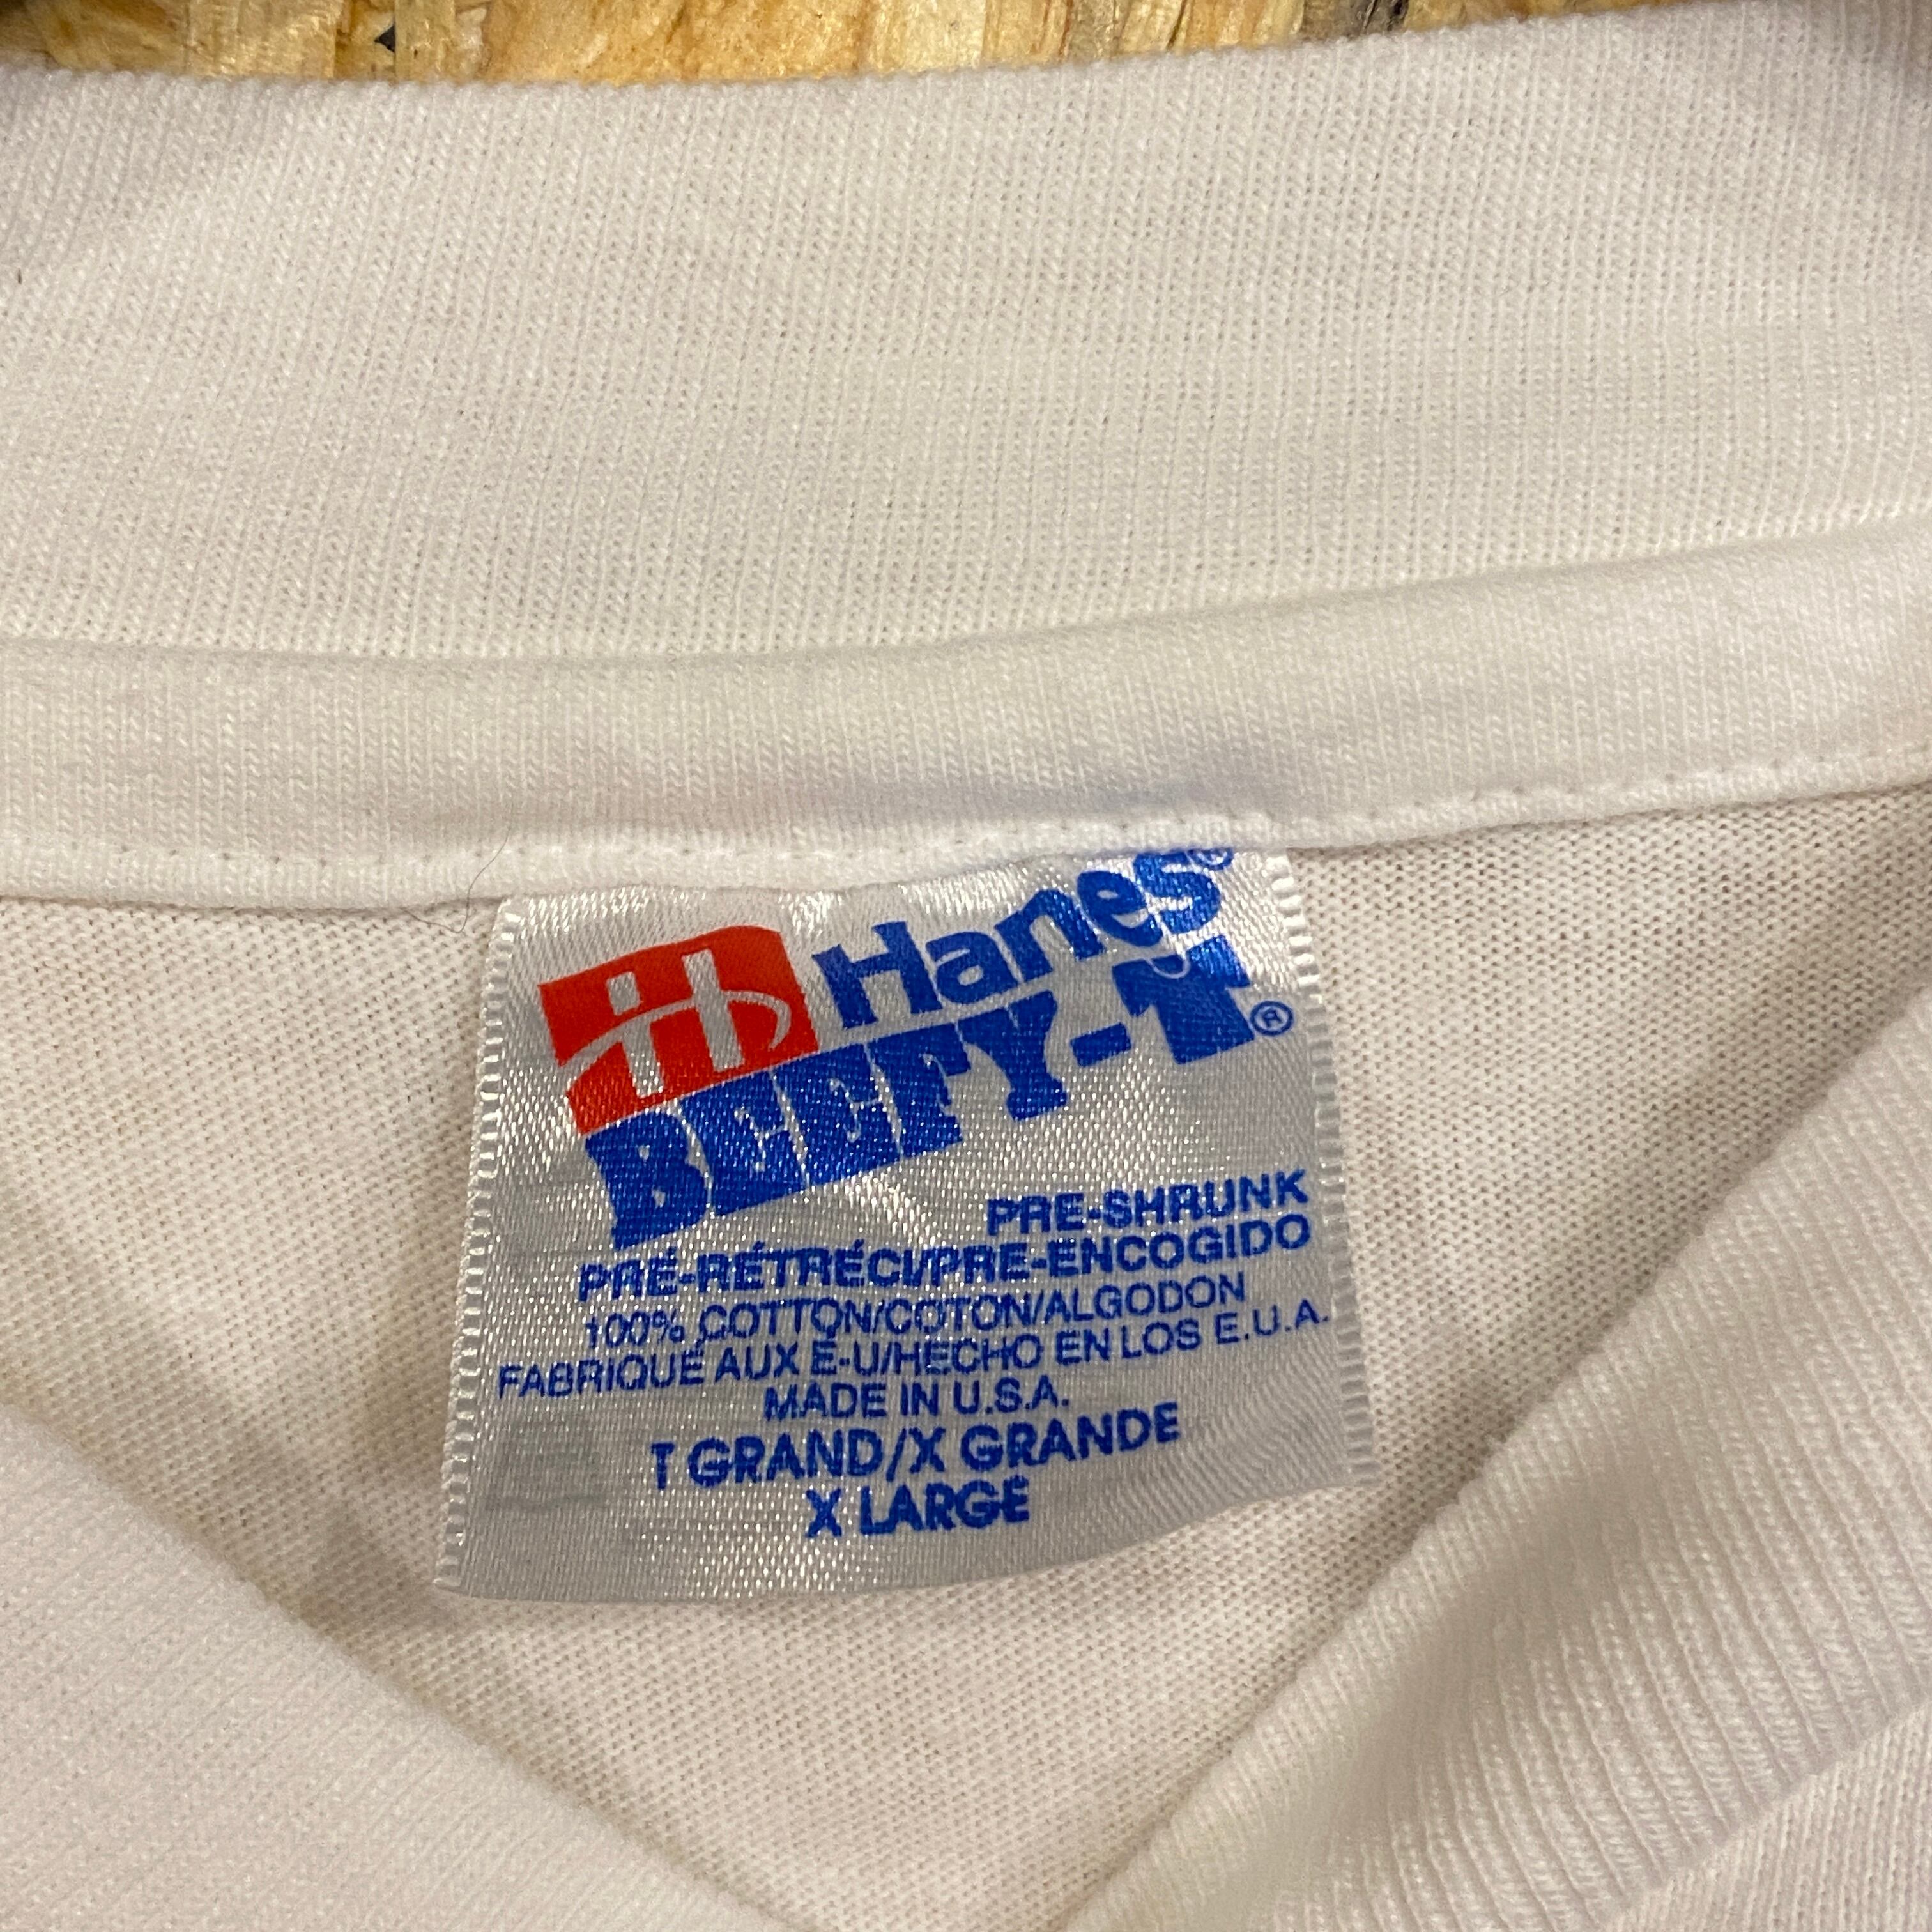 Hanes®
BEEFY-T®
PRE-SHRUNK
PRÉ-RÉTRÉCI/PRE-ENCOGIDO
100% COTTON/COTON/ALGODON
FABRIQUÉ AUX É-U/HECHO EN LOS E.U.A.
MADE IN U.S.A.
T GRAND/X GRANDE
X LARGE